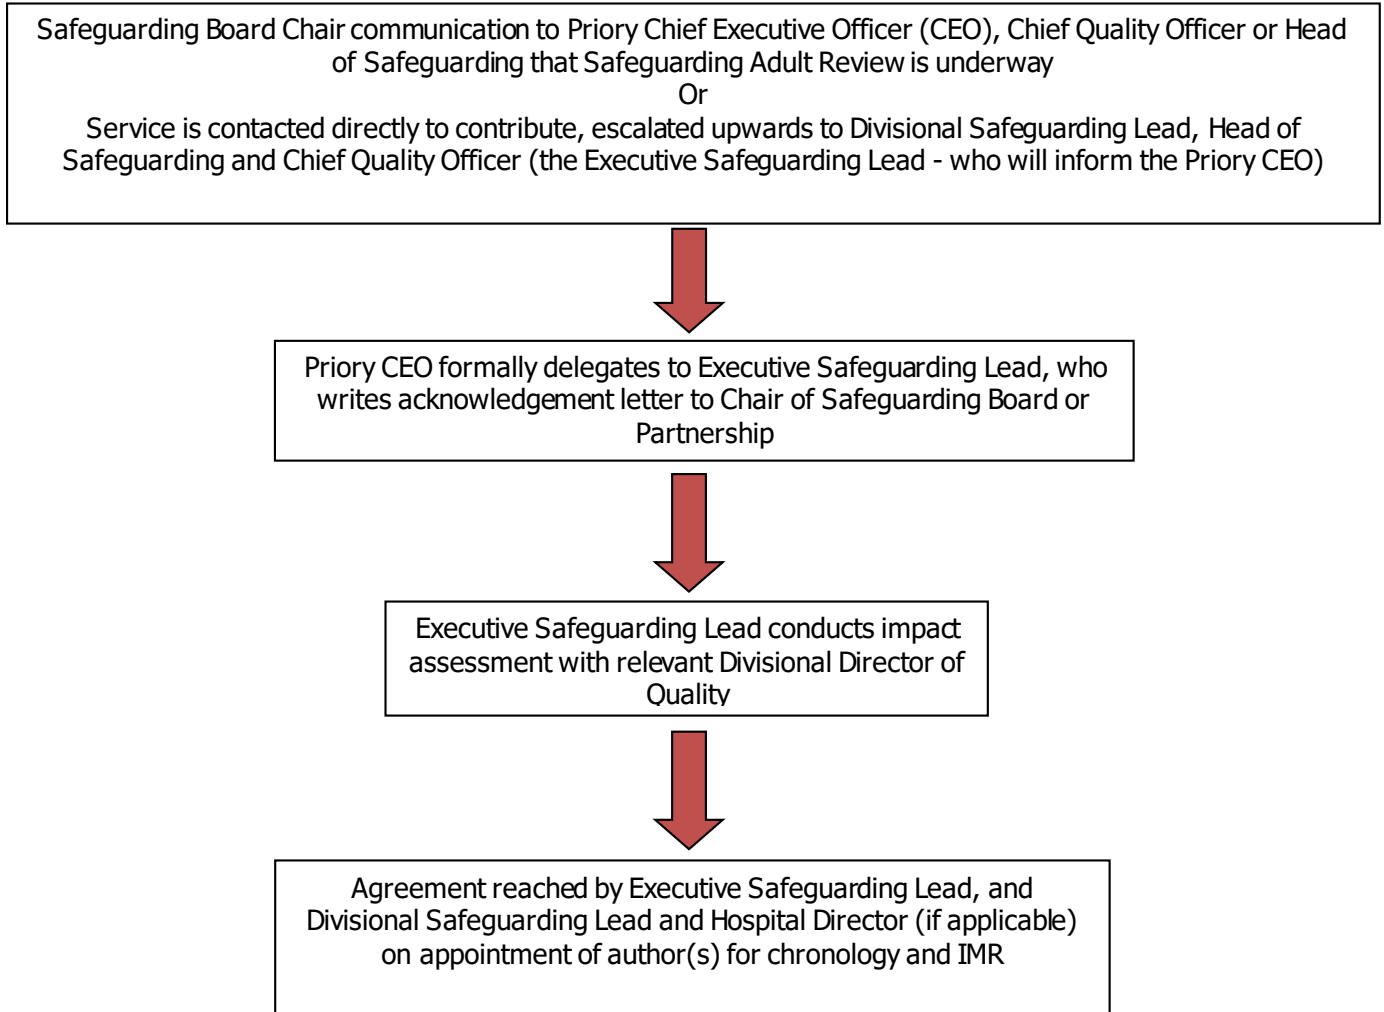 Safeguarding Board Chair communication to Priory Chief Executive Officer (CEO), Chief Quality Officer or Head
of Safeguarding that Safeguarding Adult Review is underway
Or
Service is contacted directly to contribute, escalated upwards to Divisional Safeguarding Lead, Head of
Safeguarding and Chief Quality Officer (the Executive Safeguarding Lead - who will inform the Priory CEO)
Priory CEO formally delegates to Executive Safeguarding Lead, who
writes acknowledgement letter to Chair of Safeguarding Board or
Partnership
Executive Safeguarding Lead conducts impact
assessment with relevant Divisional Director of
Quality
Agreement reached by Executive Safeguarding Lead, and
Divisional Safeguarding Lead and Hospital Director (if applicable)
on appointment of author(s) for chronology and IMR